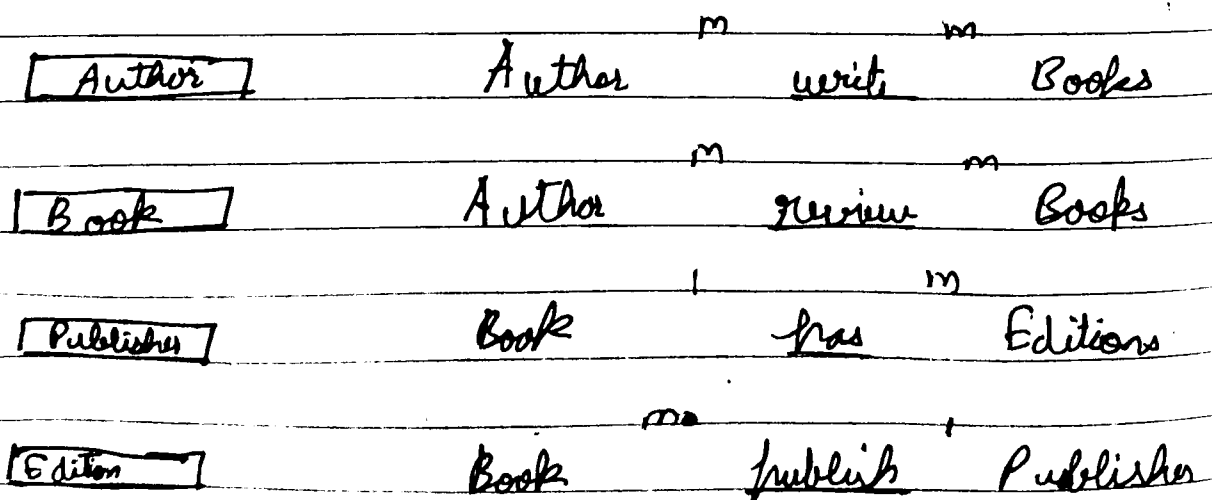 m m
Author Author write Books
m m
Book Author review Books
1 m
Publisher Book has Editions
m 1
Edition Book publish Publisher